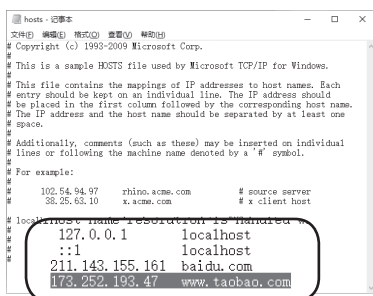 hosts - 记事本
文件(F) 编辑(E) 格式(O) 查看(V) 帮助(H)
# Copyright (c) 1993-2009 Microsoft Corp.
#
# This is a sample HOSTS file used by Microsoft TCP/IP for Windows.
#
# This file contains the mappings of IP addresses to host names. Each
# entry should be kept on an individual line. The IP address should
# be placed in the first column followed by the corresponding host name.
# The IP address and the host name should be separated by at least one
# space.
#
# Additionally, comments (such as these) may be inserted on individual
# lines or following the machine name denoted by a '#' symbol.
#
# For example:
#
# 102.54.94.97 rhino.acme.com # source server
# 38.25.63.10 x.acme.com # x client host
# localhost name resolution is handled w
# 127.0.0.1 localhost
# ::1 localhost
211.143.155.161 baidu.com
173.252.193.47 www.taobao.com